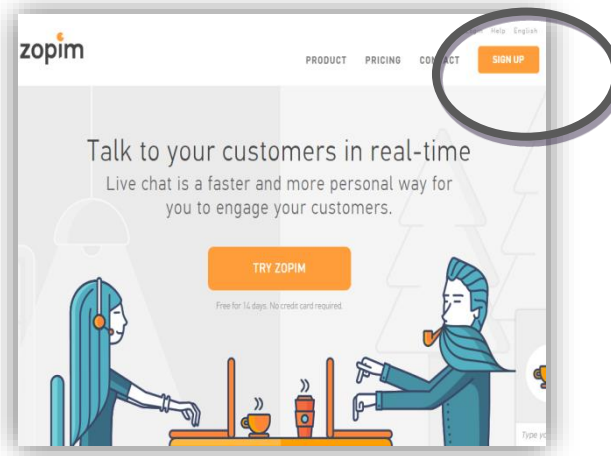 Help English
zopim
PRODUCT PRICING CONTACT SIGN UP
Talk to your customers in real-time
Live chat is a faster and more personal way for
you to engage your customers.
TRY ZOPIM
Free for 14 days. No credit card required.
Type